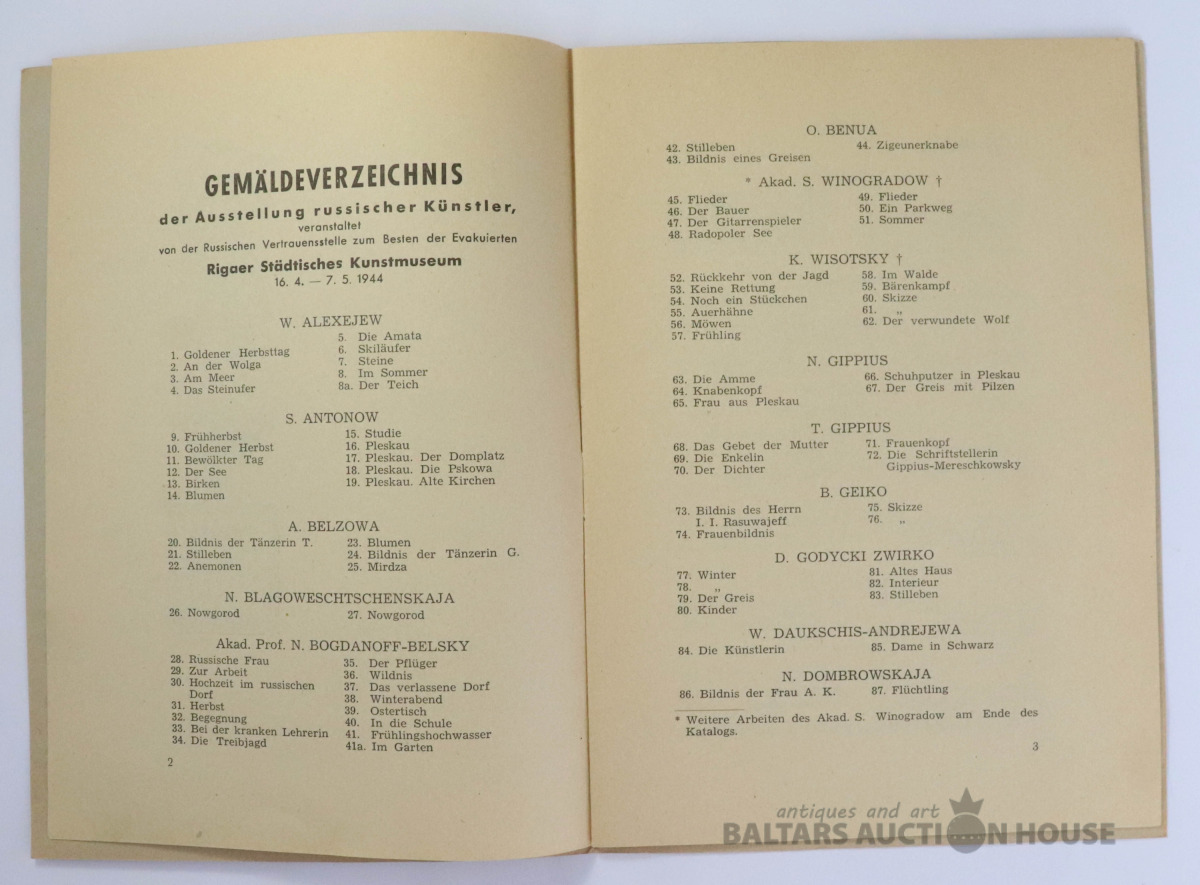 GEMÄLDEVERZEICHNIS
der Ausstellung russischer Künstler,
veranstaltet
von der Russischen Vertrauensstelle zum Besten der Evakuierten
Rigaer Städtisches Kunstmuseum
16. 4. — 7. 5. 1944
W. ALEXEJEW
1. Goldener Herbsttag
2. An der Wolga
3. Am Meer
4. Das Steinufer
5. Die Amata
6. Skiläufer
7. Steine
8. Im Sommer
8a. Der Teich
S. ANTONOW
9. Frühherbst
10. Goldener Herbst
11. Bewölkter Tag
12. Der See
13. Birken
14. Blumen
15. Studie
16. Pleskau
17. Pleskau. Der Domplatz
18. Pleskau. Die Pskowa
19. Pleskau. Alte Kirchen
A. BELZOWA
20. Bildnis der Tänzerin T.
21. Stilleben
22. Anemonen
23. Blumen
24. Bildnis der Tänzerin G.
25. Mirdza
N. BLAGOWESCHTSCHENSKAJA
26. Nowgorod
27. Nowgorod
Akad. Prof. N. BOGDANOFF-BELSKY
28. Russische Frau
29. Zur Arbeit
30. Hochzeit im russischen
Dorf
31. Herbst
32. Begegnung
33. Bei der kranken Lehrerin
34. Die Treibjagd
35. Der Pflüger
36. Wildnis
37. Das verlassene Dorf
38. Winterabend
39. Ostertisch
40. In die Schule
41. Frühlingshochwasser
41a. Im Garten
2
O. BENUA
42. Stilleben
43. Bildnis eines Greisen
44. Zigeunerknabe
* Akad. S. WINOGRADOW †
45. Flieder
46. Der Bauer
47. Der Gitarrenspieler
48. Radopoler See
49. Flieder
50. Ein Parkweg
51. Sommer
K. WISOTSKY †
52. Rückkehr von der Jagd
53. Keine Rettung
54. Noch ein Stückchen
55. Auerhähne
56. Möwen
57. Frühling
58. Im Walde
59. Bärenkampf
60. Skizze
61. „
62. Der verwundete Wolf
N. GIPPIUS
63. Die Amme
64. Knabenkopf
65. Frau aus Pleskau
66. Schuhputzer in Pleskau
67. Der Greis mit Pilzen
T. GIPPIUS
68. Das Gebet der Mutter
69. Die Enkelin
70. Der Dichter
71. Frauenkopf
72. Die Schriftstellerin
Gippius-Mereschkowsky
B. GEIKO
73. Bildnis des Herrn
I. I. Rasuwajeff
74. Frauenbildnis
75. Skizze
76. „
D. GODYCKI ZWIRKO
77. Winter
78. „
79. Der Greis
80. Kinder
81. Altes Haus
82. Interieur
83. Stilleben
W. DAUKSCHIS-ANDREJEWA
84. Die Künstlerin
85. Dame in Schwarz
N. DOMBROWSKAJA
86. Bildnis der Frau A. K.
87. Flüchtling
* Weitere Arbeiten des Akad. S. Winogradow am Ende des
Katalogs.
3
antiques and art
BALTARS AUCTION HOUSE